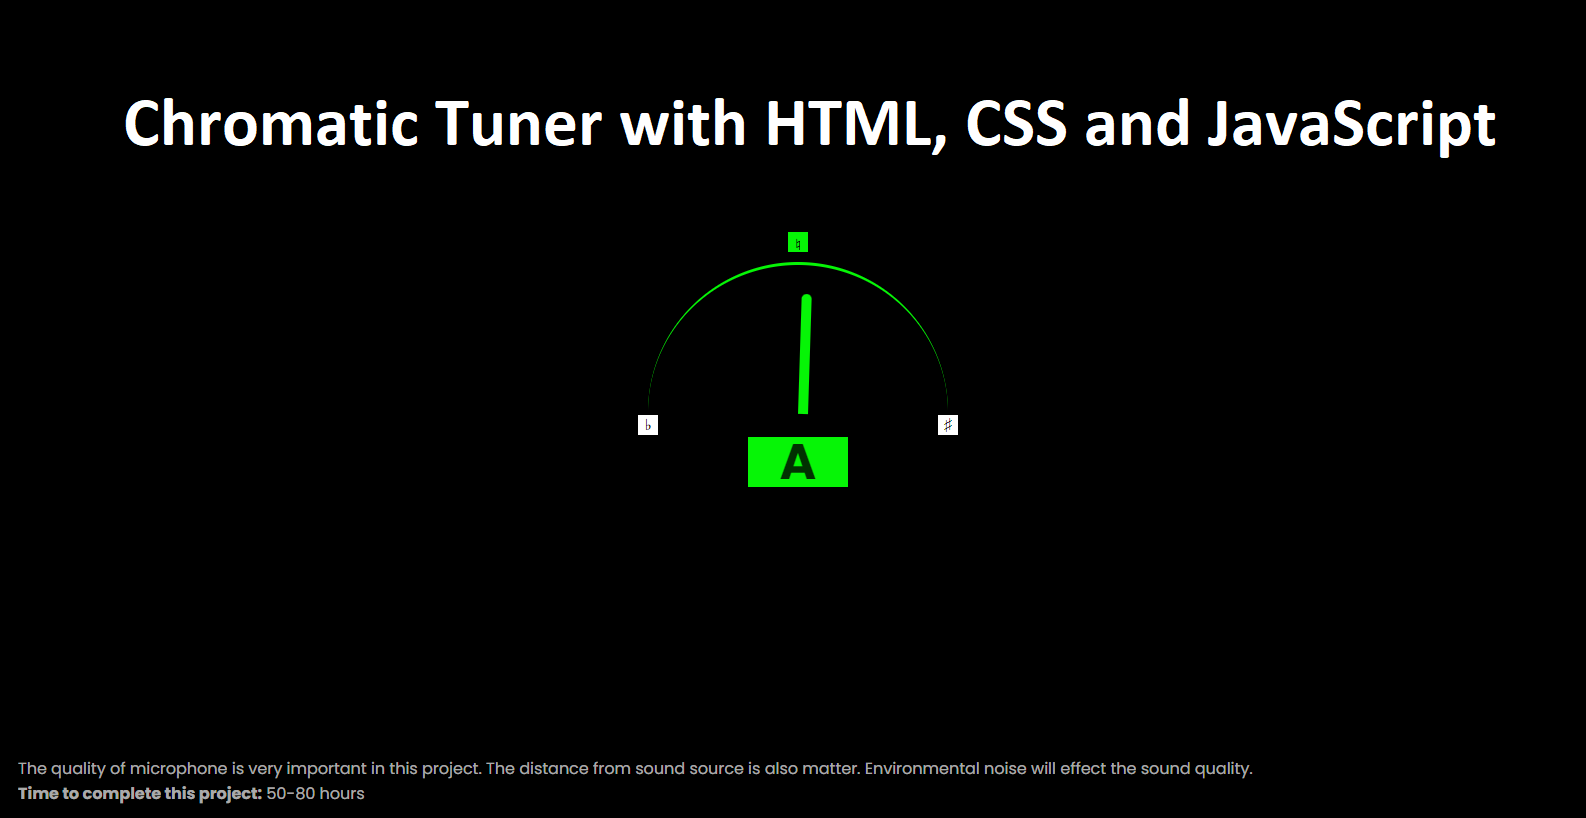 Chromatic Tuner with HTML, CSS and JavaScript
♮
♭ ♯
A
The quality of microphone is very important in this project. The distance from sound source is also matter. Environmental noise will effect the sound quality.
Time to complete this project: 50-80 hours